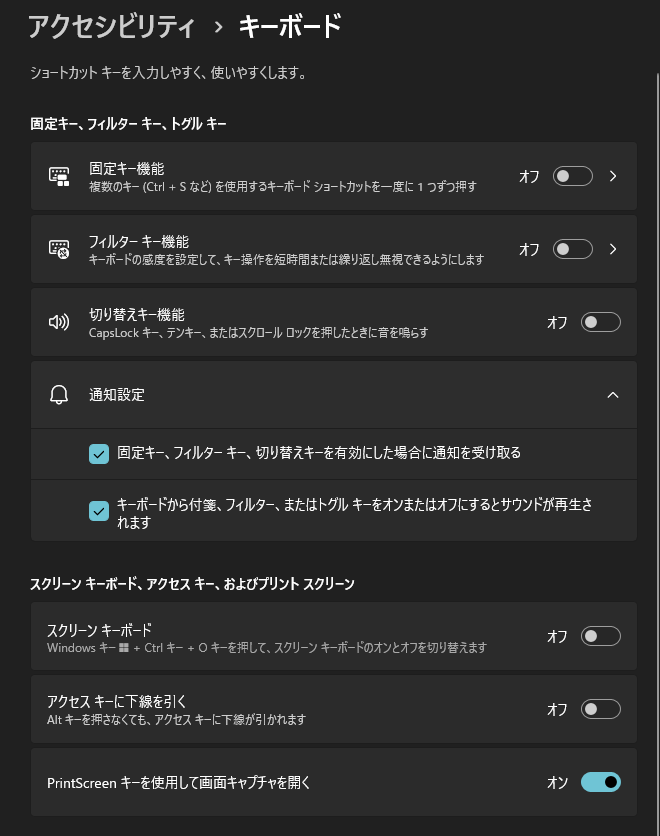 アクセシビリティ › キーボード
ショートカット キーを入力しやすく、使いやすくします。
固定キー、フィルター キー、トグル キー
固定キー機能
複数のキー (Ctrl + S など) を使用するキーボード ショートカットを一度に 1 つずつ押す
オフ
フィルター キー機能
キーボードの感度を設定して、キー操作を短時間または繰り返し無視できるようにします
オフ
切り替えキー機能
CapsLock キー、テンキー、またはスクロール ロックを押したときに音を鳴らす
オフ
通知設定
固定キー、フィルター キー、切り替えキーを有効にした場合に通知を受け取る
キーボードから付箋、フィルター、またはトグル キーをオンまたはオフにするとサウンドが再生さ
れます
スクリーン キーボード、アクセス キー、およびプリント スクリーン
スクリーン キーボード
Windows キー + Ctrl キー + O キーを押して、スクリーン キーボードのオンとオフを切り替えます
オフ
アクセス キーに下線を引く
Alt キーを押さなくても、アクセス キーに下線が引かれます
オフ
PrintScreen キーを使用して画面キャプチャを開く
オン